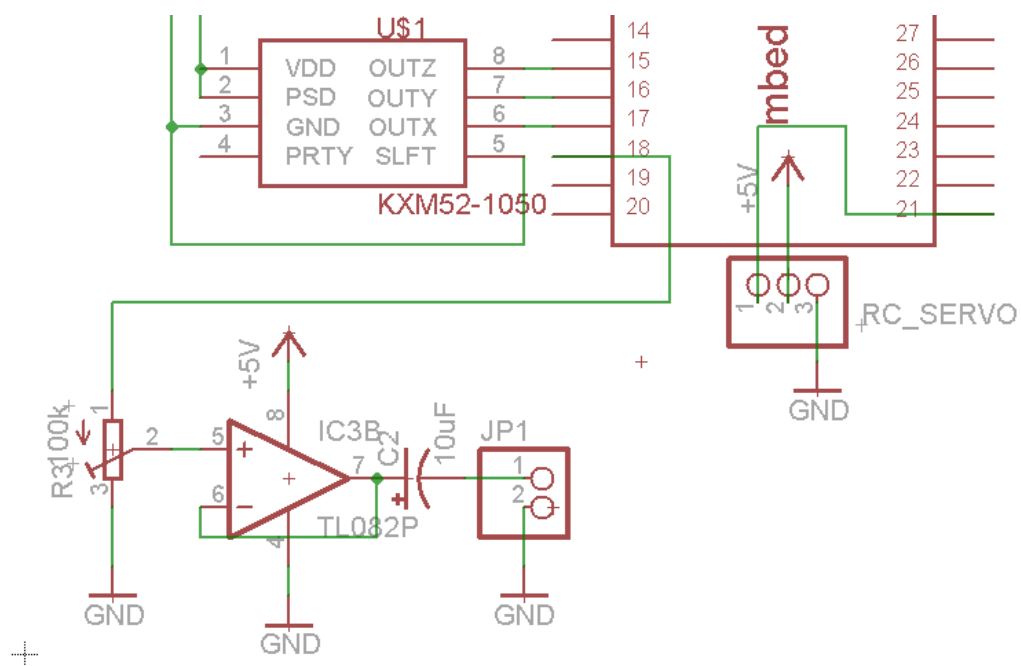 U$1
1 VDD OUTZ 8
2 PSD OUTY 7
3 GND OUTX 6
4 PRTY SLFT 5
KXM52-1050
mbed
14 27
15 26
16 25
17 24
18 23
19 22
20 21
+5V
1 2 3
RC_SERVO
GND
+5V
R3
100k
1
2
3
GND
8
5 +
6 -
7
4
IC3B
TL082P
GND
C2
10uF
+
JP1
1
2
GND